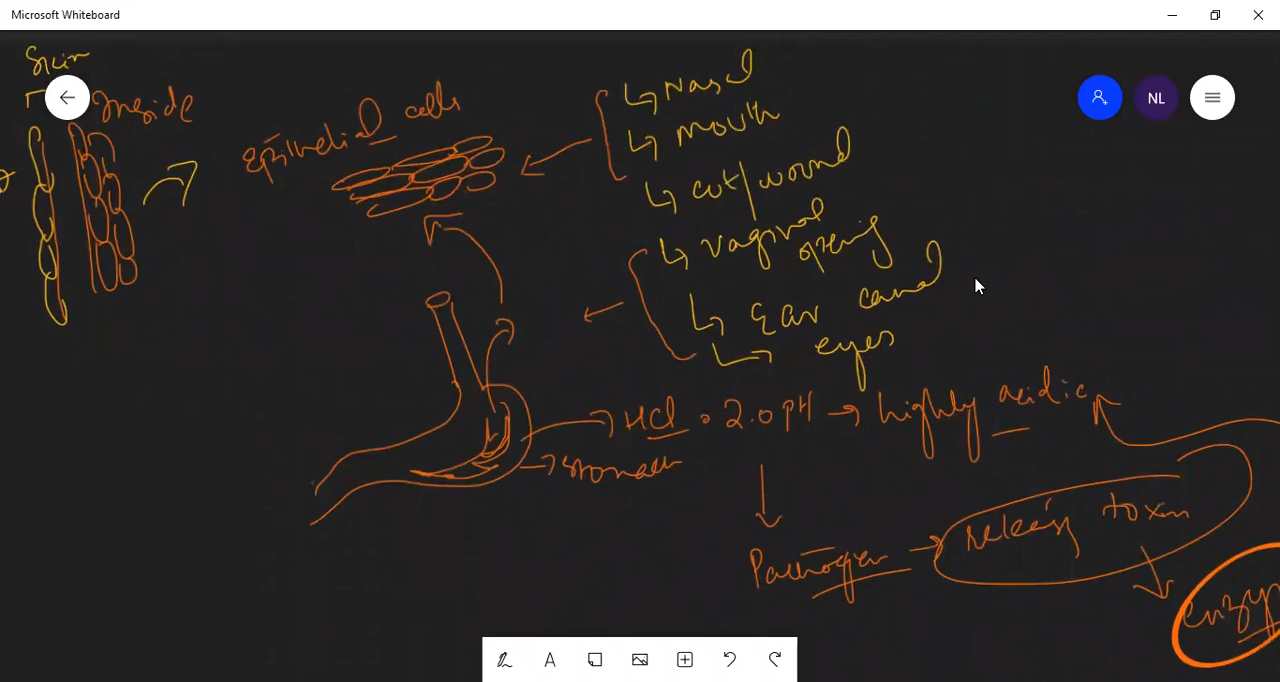 Microsoft Whiteboard
NL
Skin
Inside
Epithelial cells
↳ Nasal
↳ mouth
↳ cut/wound
↳ vaginal
opening
↳ Ear canal
↳ eyes
→ HCl • 2.0 pH → highly acidic
→ stomach
Pathogen → releasing toxin
enzy